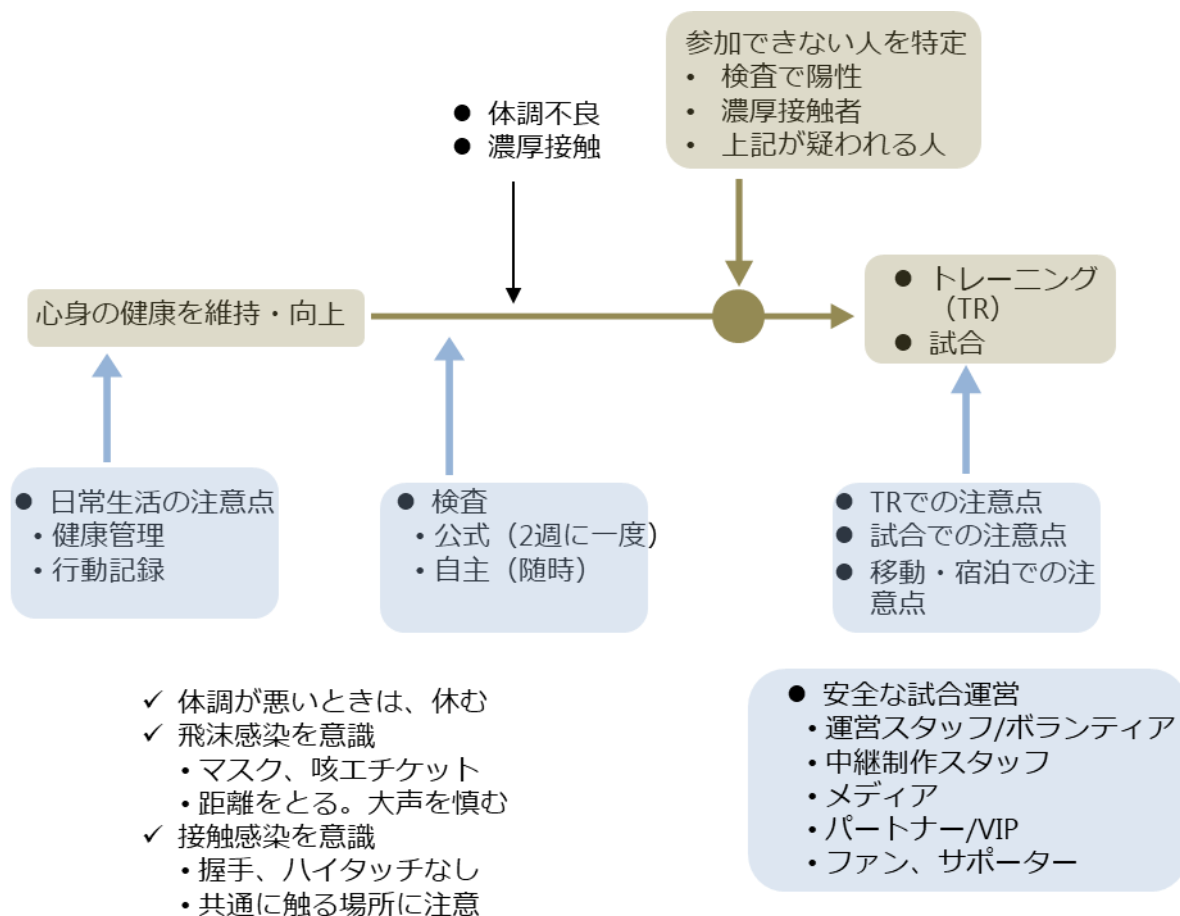 参加できない人を特定
• 検査で陽性
• 濃厚接触者
• 上記が疑われる人
● 体調不良
● 濃厚接触
心身の健康を維持・向上
● トレーニング
（TR）
● 試合
● 日常生活の注意点
・健康管理
・行動記録
● 検査
・公式（2週に一度）
・自主（随時）
● TRでの注意点
● 試合での注意点
● 移動・宿泊での注
意点
✓ 体調が悪いときは、休む
✓ 飛沫感染を意識
・マスク、咳エチケット
・距離をとる。大声を慎む
✓ 接触感染を意識
・握手、ハイタッチなし
・共通に触る場所に注意
● 安全な試合運営
・運営スタッフ/ボランティア
・中継制作スタッフ
・メディア
・パートナー/VIP
・ファン、サポーター